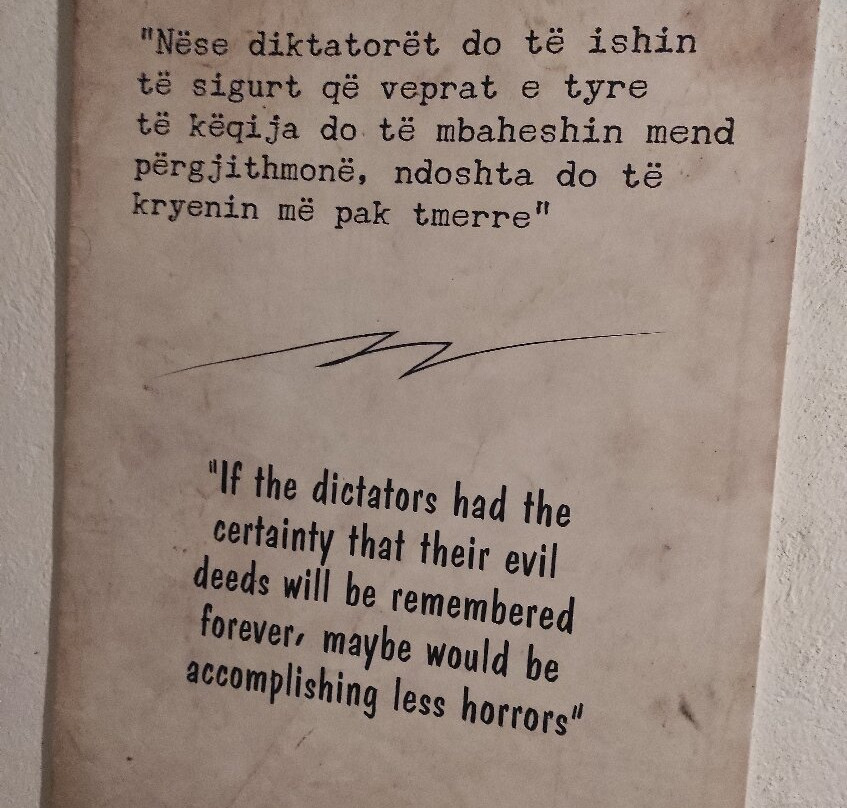 "Nëse diktatorët do të ishin
të sigurt që veprat e tyre
të këqija do të mbaheshin mend
përgjithmonë, ndoshta do të
kryenin më pak tmerre"
"If the dictators had the
certainty that their evil
deeds will be remembered
forever, maybe would be
accomplishing less horrors"